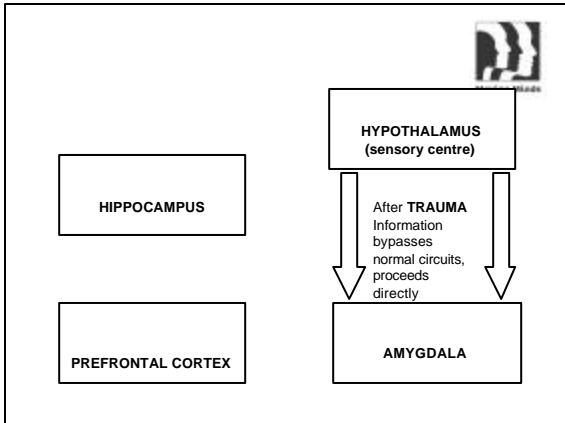 HYPOTHALAMUS
(sensory centre)
HIPPOCAMPUS
After TRAUMA
Information
bypasses
normal circuits,
proceeds
directly
PREFRONTAL CORTEX
AMYGDALA